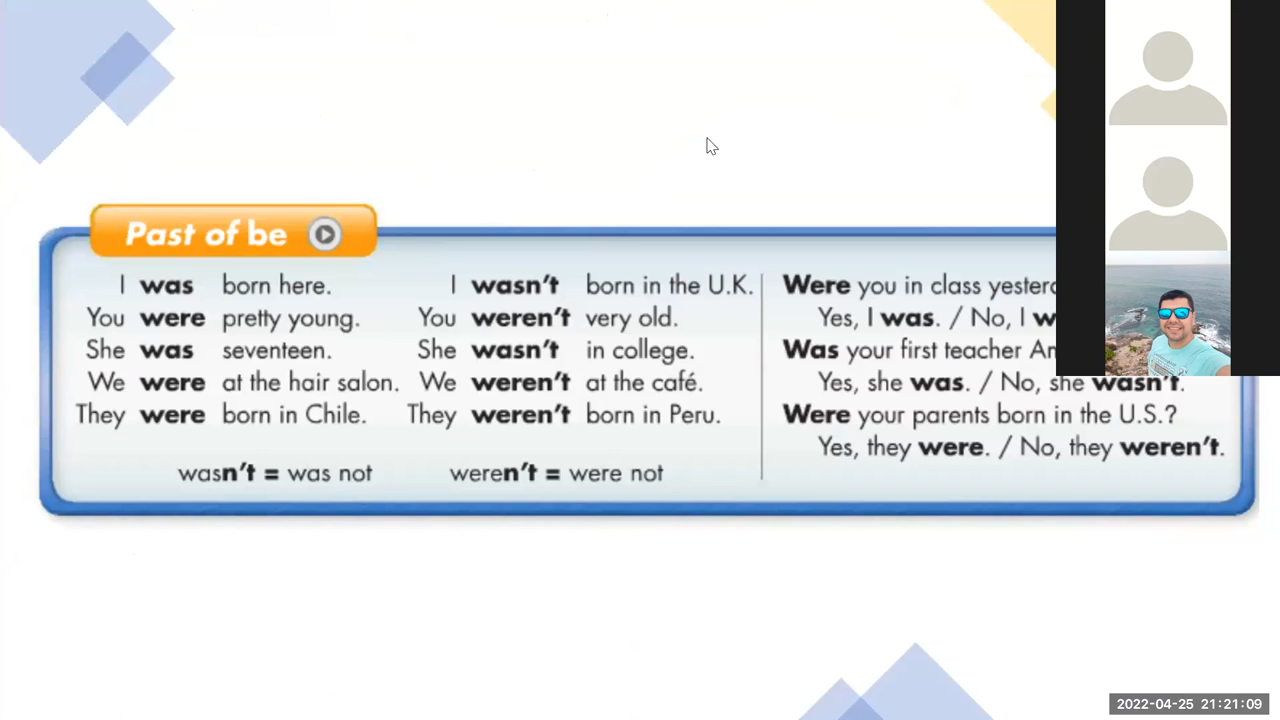 Past of be
I was born here.
You were pretty young.
She was seventeen.
We were at the hair salon.
They were born in Chile.
wasn't = was not
I wasn't born in the U.K.
You weren't very old.
She wasn't in college.
We weren't at the café.
They weren't born in Peru.
weren't = were not
Were you in class
Yes, I was. / No, I
Was your first teacher
Yes, she was. / No, she wasn't.
Were your parents born in the U.S.?
Yes, they were. / No, they weren't.
2022-04-25 21:21:09